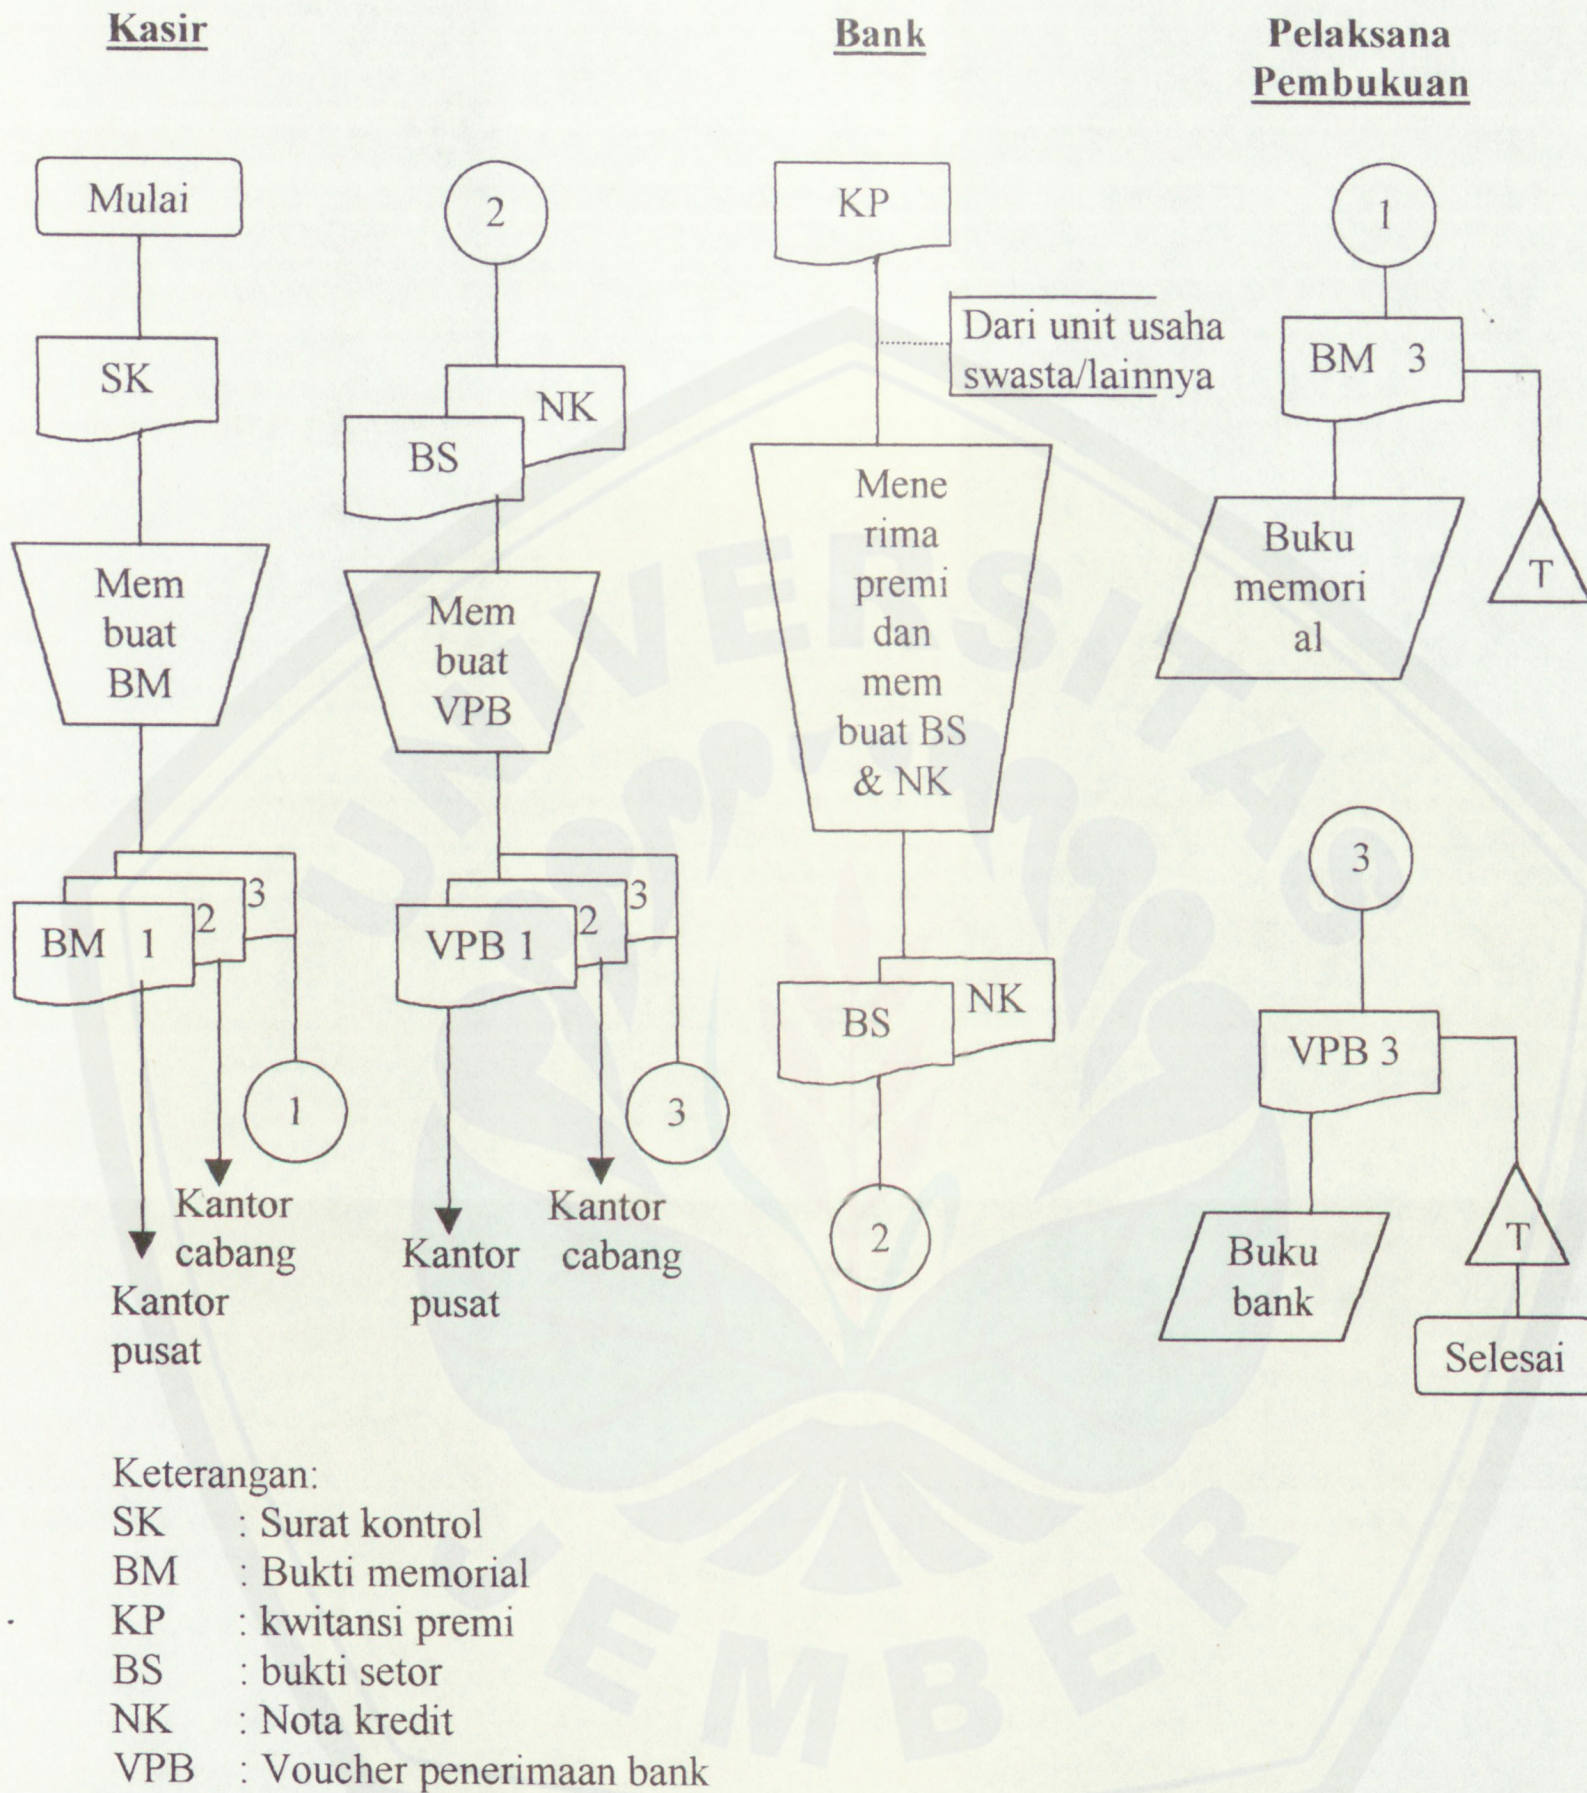 Kasir
Bank
Pelaksana
Pembukuan
Mulai
SK
Mem
buat
BM
BM 1
2
3
1
Kantor
cabang
Kantor
pusat
2
NK
BS
Mem
buat
VPB
VPB 1
2
3
3
Kantor
pusat
Kantor
cabang
KP
Dari unit usaha
swasta/lainnya
Mene
rima
premi
dan
mem
buat BS
& NK
BS
NK
2
1
BM 3
Buku
memori
al
T
3
VPB 3
Buku
bank
T
Selesai
Keterangan:
SK : Surat kontrol
BM : Bukti memorial
KP : kwitansi premi
BS : bukti setor
NK : Nota kredit
VPB : Voucher penerimaan bank
UNIVERSITAS
JEMBER